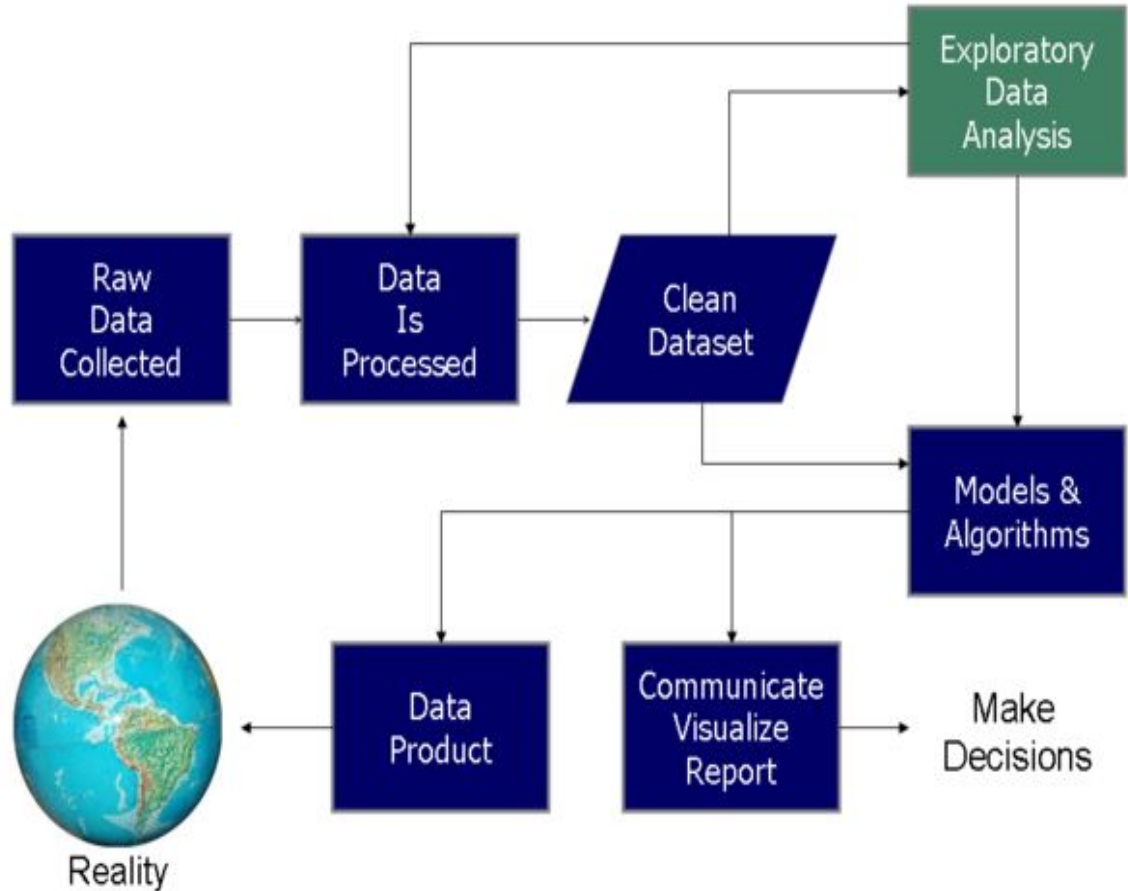 Exploratory
Data
Analysis
Raw
Data
Collected
Data
Is
Processed
Clean
Dataset
Models &
Algorithms
Data
Product
Communicate
Visualize
Report
Make
Decisions
Reality